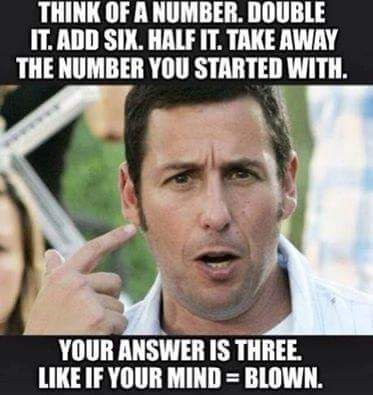 THINK OF A NUMBER. DOUBLE
IT. ADD SIX. HALF IT. TAKE AWAY
THE NUMBER YOU STARTED WITH.
YOUR ANSWER IS THREE.
LIKE IF YOUR MIND = BLOWN.